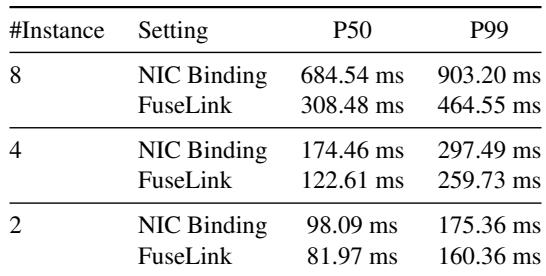 #Instance Setting P50 P99
8 NIC Binding 684.54 ms 903.20 ms
FuseLink 308.48 ms 464.55 ms
4 NIC Binding 174.46 ms 297.49 ms
FuseLink 122.61 ms 259.73 ms
2 NIC Binding 98.09 ms 175.36 ms
FuseLink 81.97 ms 160.36 ms